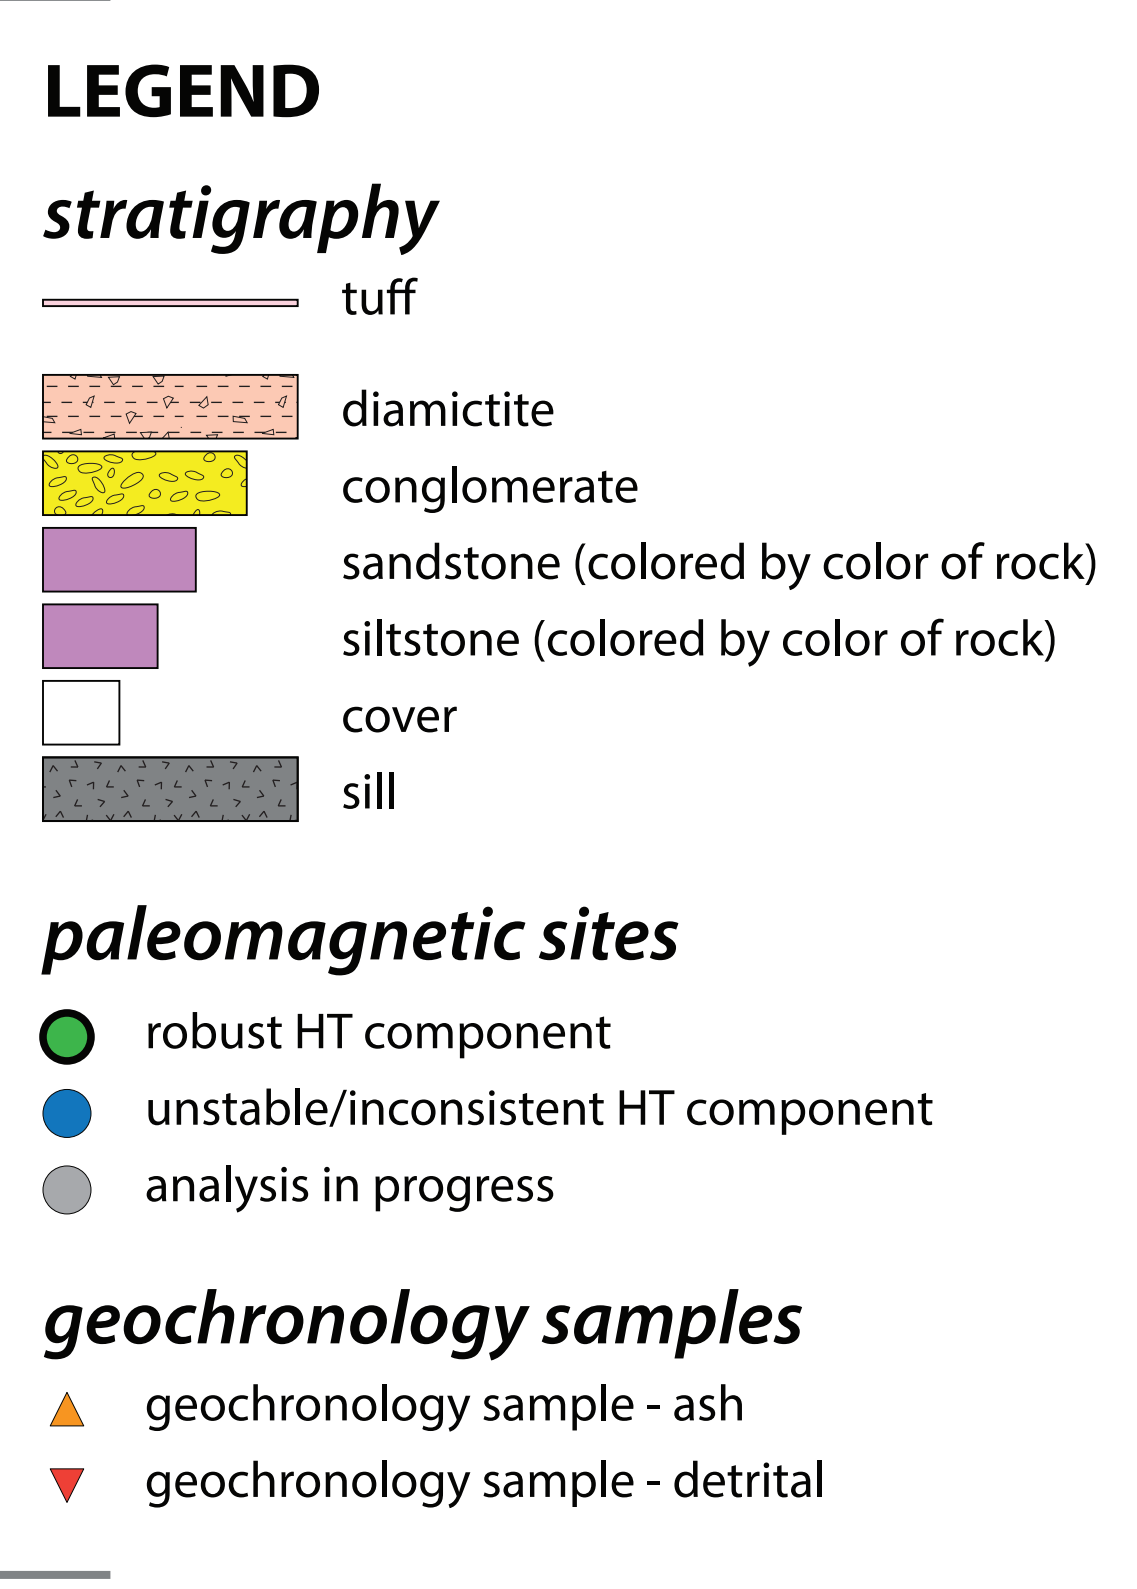 LEGEND
stratigraphy
tuff
diamictite
conglomerate
sandstone (colored by color of rock)
siltstone (colored by color of rock)
cover
sill
paleomagnetic sites
robust HT component
unstable/inconsistent HT component
analysis in progress
geochronology samples
geochronology sample - ash
geochronology sample - detrital